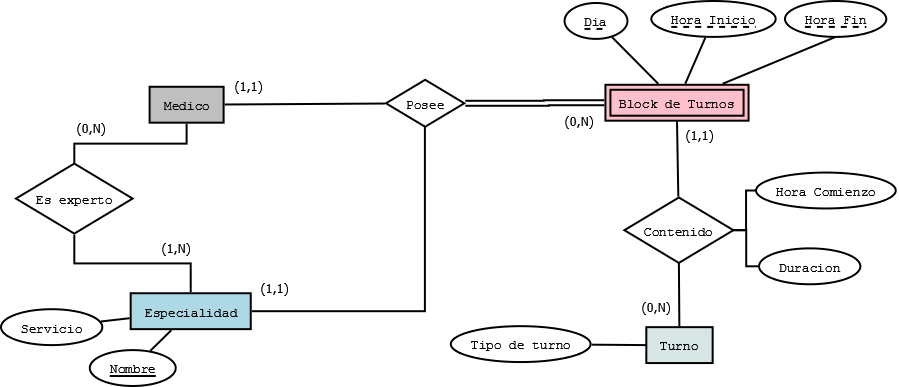 Dia
Hora Inicio
Hora Fin
Medico
(1,1)
Posee
Block de Turnos
(0,N)
(0,N)
(1,1)
Es experto
Hora Comienzo
Contenido
(1,N)
Duracion
(1,1)
Especialidad
(0,N)
Servicio
Tipo de turno
Turno
Nombre